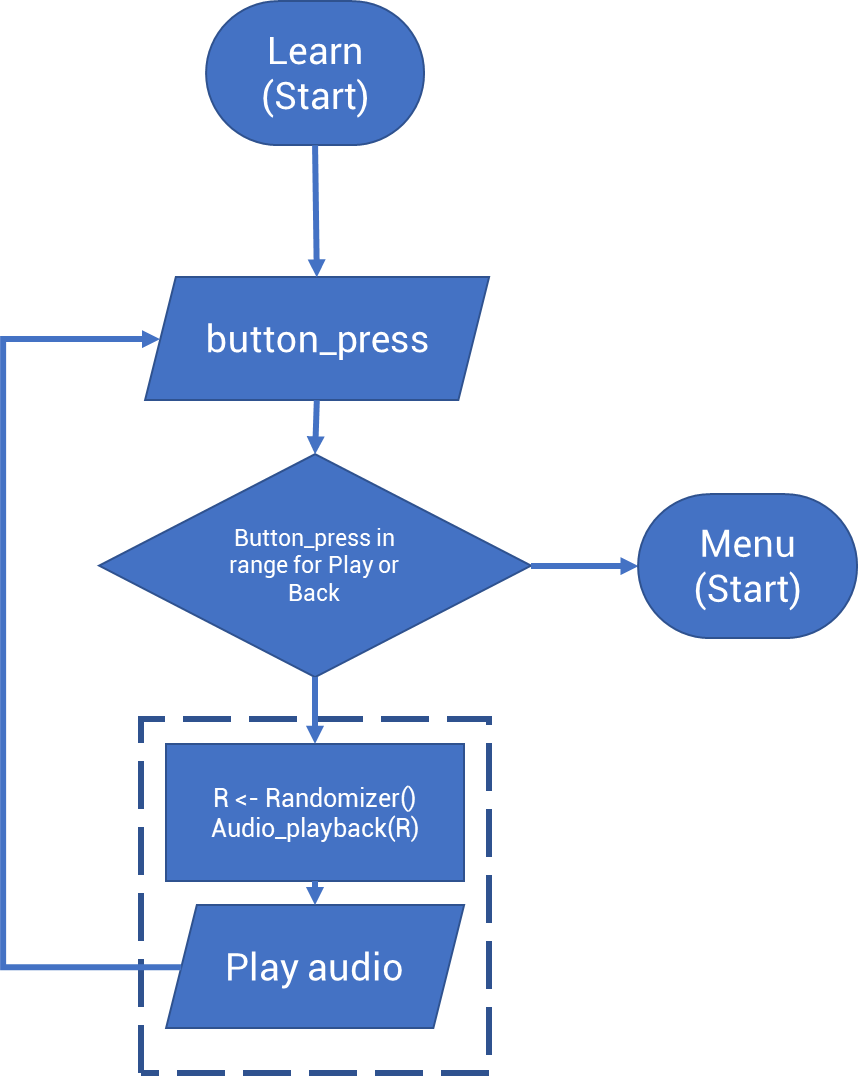 Learn
(Start)
button_press
Button_press in
range for Play or
Back
Menu
(Start)
R <- Randomizer()
Audio_playback(R)
Play audio